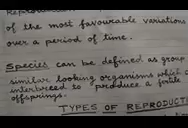 of the most favourable variations
over a period of time.
Species can be defined as group
similar looking organisms which
interbreed to produce a fertile
offsprings.
TYPES OF REPRODUCT